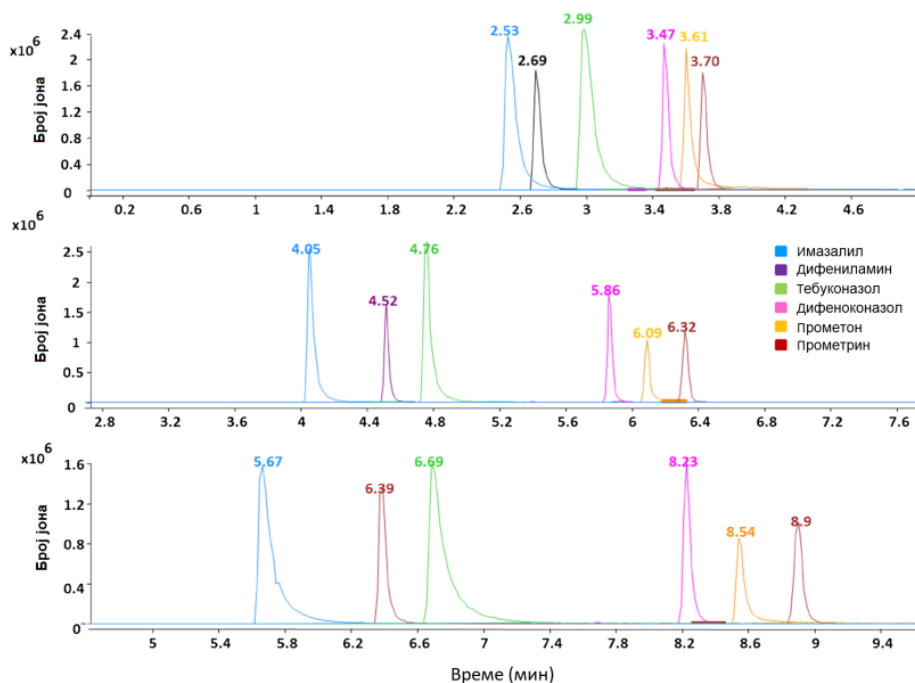 x10⁶
Број јона
2.4
2
1.6
1.2
0.8
0.4
0
2.53
2.69
2.99
3.47
3.61
3.70
0.2 0.6 1 1.4 1.8 2.2 2.6 3 3.4 3.8 4.2 4.6
x10⁶
Број јона
2.5
2
1.5
1
0.5
0
4.05
4.52
4.76
5.86
6.09
6.32
Имазалил
Дифениламин
Тебуконазол
Дифеноконазол
Прометон
Прометрин
2.8 3.2 3.6 4 4.4 4.8 5.2 5.6 6 6.4 6.8 7.2 7.6
x10⁶
Број јона
1.6
1.2
0.8
0.4
0
5.67
6.39
6.69
8.23
8.54
8.9
5 5.8 6.2 6.6 7 7.4 7.8 8.2 8.6 9 9.4
Време (мин)